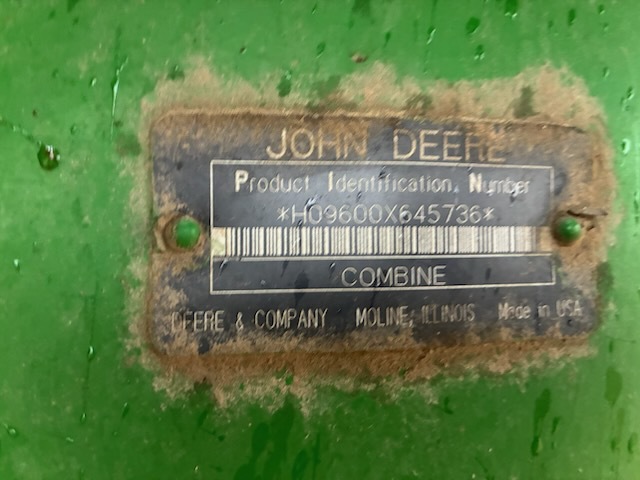 JOHN DEERE
Product Identification Number
*H09600X645736*
COMBINE
DEERE & COMPANY MOLINE, ILLINOIS Made in USA